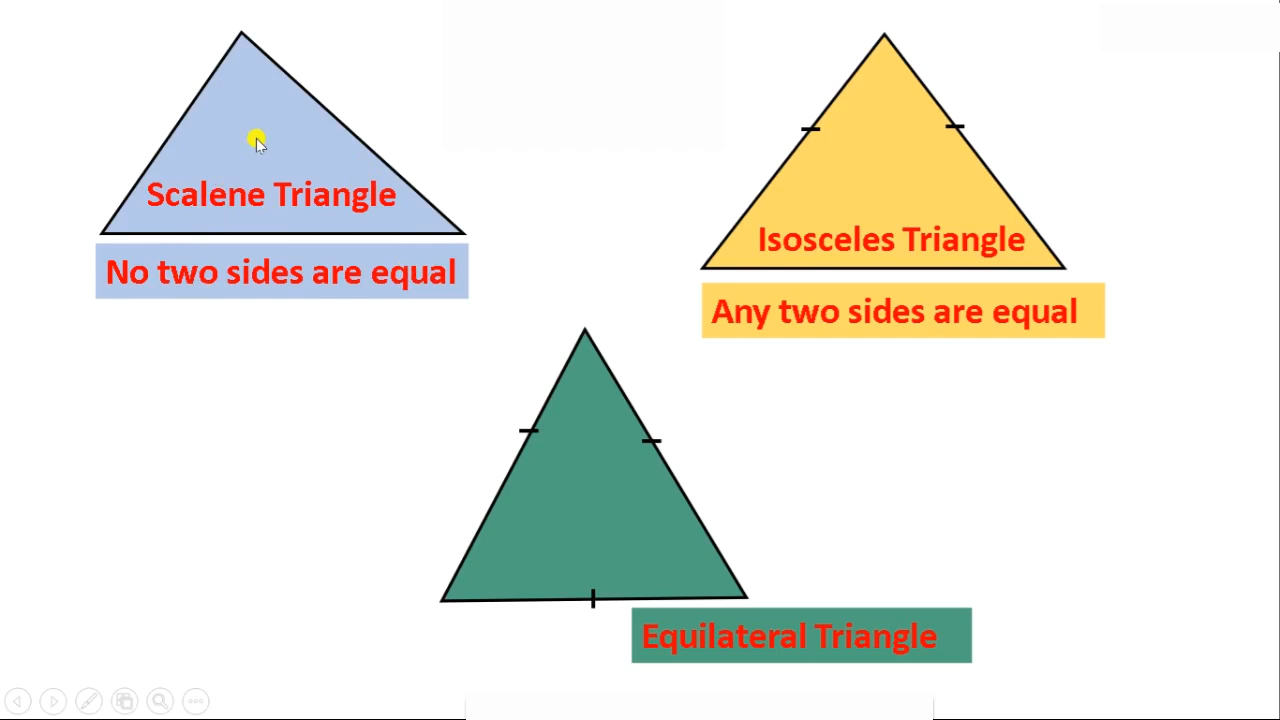 Scalene Triangle
No two sides are equal
Isosceles Triangle
Any two sides are equal
Equilateral Triangle